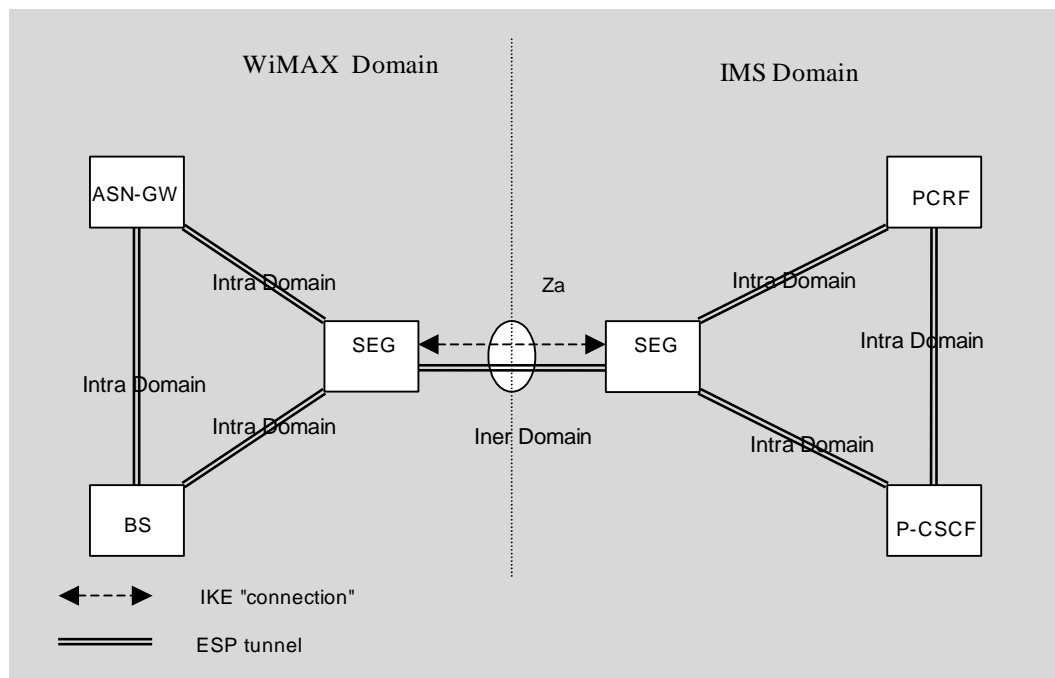 WiMAX Domain
IMS Domain
ASN-GW
PCRF
Intra Domain
Za
Intra Domain
SEG
SEG
Intra Domain
Intra Domain
Intra Domain
Iner Domain
Intra Domain
BS
P-CSCF
IKE "connection"
ESP tunnel